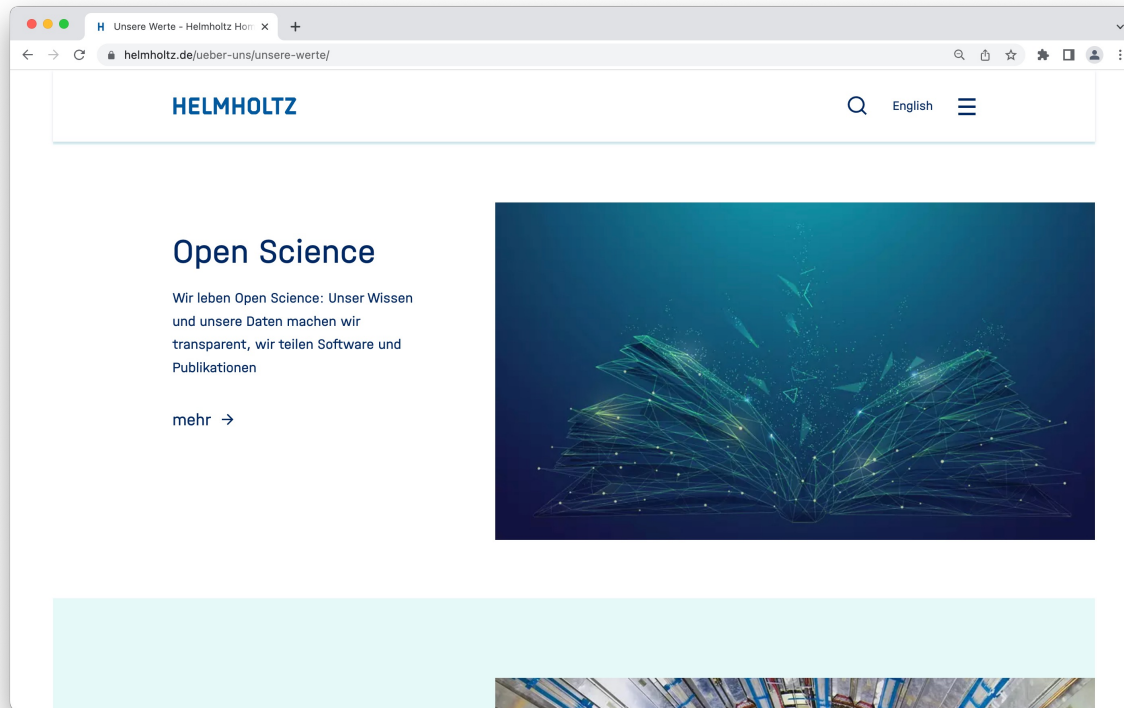 H Unsere Werte - Helmholtz Hom
helmholtz.de/ueber-uns/unsere-werte/
HELMHOLTZ
English
Open Science
Wir leben Open Science: Unser Wissen
und unsere Daten machen wir
transparent, wir teilen Software und
Publikationen
mehr →